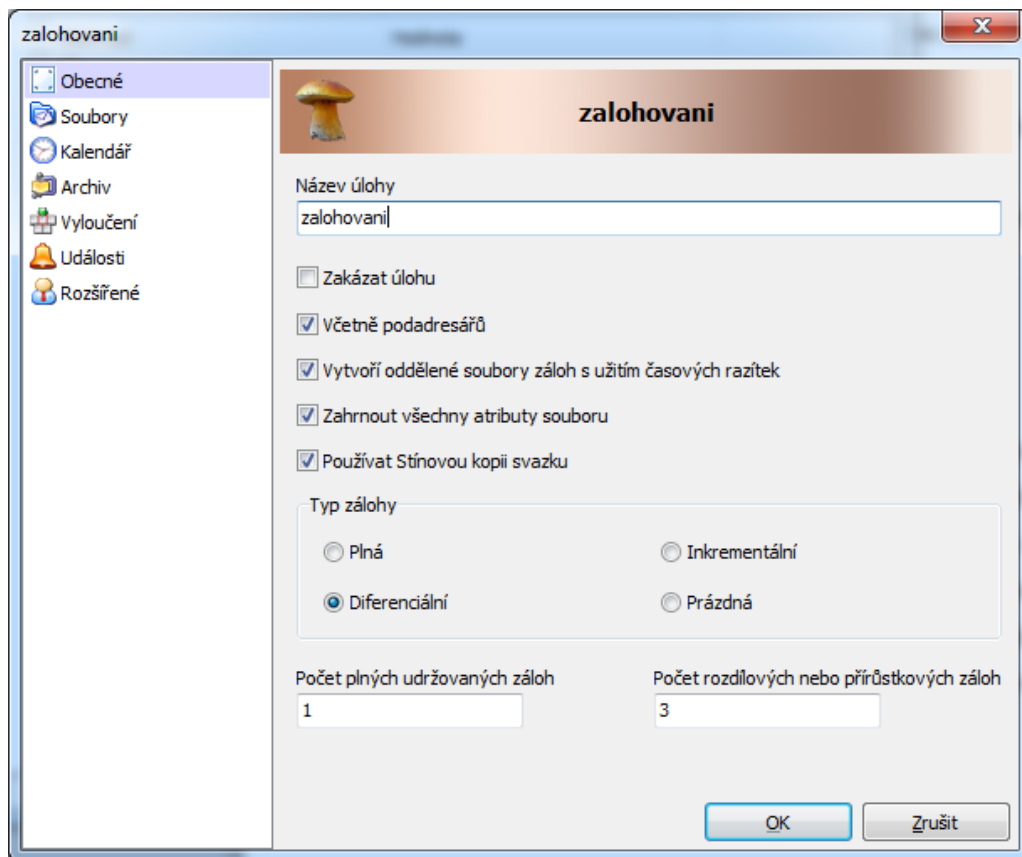 zalohovani
Obecné
Soubory
Kalendář
Archiv
Vyloučení
Události
Rozšířené
zalohovani
Název úlohy
zalohovani
Zakázat úlohu
Včetně podadresářů
Vytvoří oddělené soubory záloh s užitím časových razítek
Zahrnout všechny atributy souboru
Používat Stínovou kopii svazku
Typ zálohy
Plná
Inkrementální
Diferenciální
Prázdná
Počet plných udržovaných záloh
Počet rozdílových nebo přírůstkových záloh
1
3
OK
Zrušit